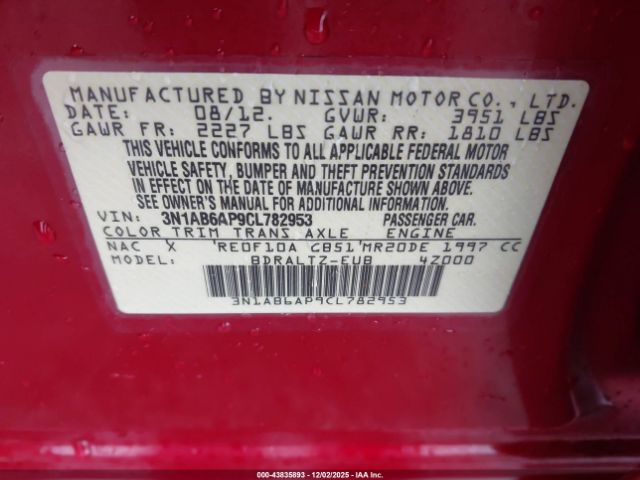 MANUFACTURED BY NISSAN MOTOR CO., LTD.
DATE: 08/12. GVWR: 3951 LBS
GAWR FR: 2227 LBS GAWR RR: 1810 LBS
THIS VEHICLE CONFORMS TO ALL APPLICABLE FEDERAL MOTOR
VEHICLE SAFETY, BUMPER AND THEFT PREVENTION STANDARDS
IN EFFECT ON THE DATE OF MANUFACTURE SHOWN ABOVE.
SEE OWNER'S MANUAL FOR ADDITIONAL INFORMATION.
VIN: 3N1AB6AP9CL782953 PASSENGER CAR.
COLOR TRIM TRANS AXLE ENGINE
NAC X 'RE0F10A GB51'MR20DE 1997 CC
MODEL: BDRALTZ-EUB 4Z000
3N1AB6AP9CL782953
000-43835893 - 12/02/2025 - IAA Inc.